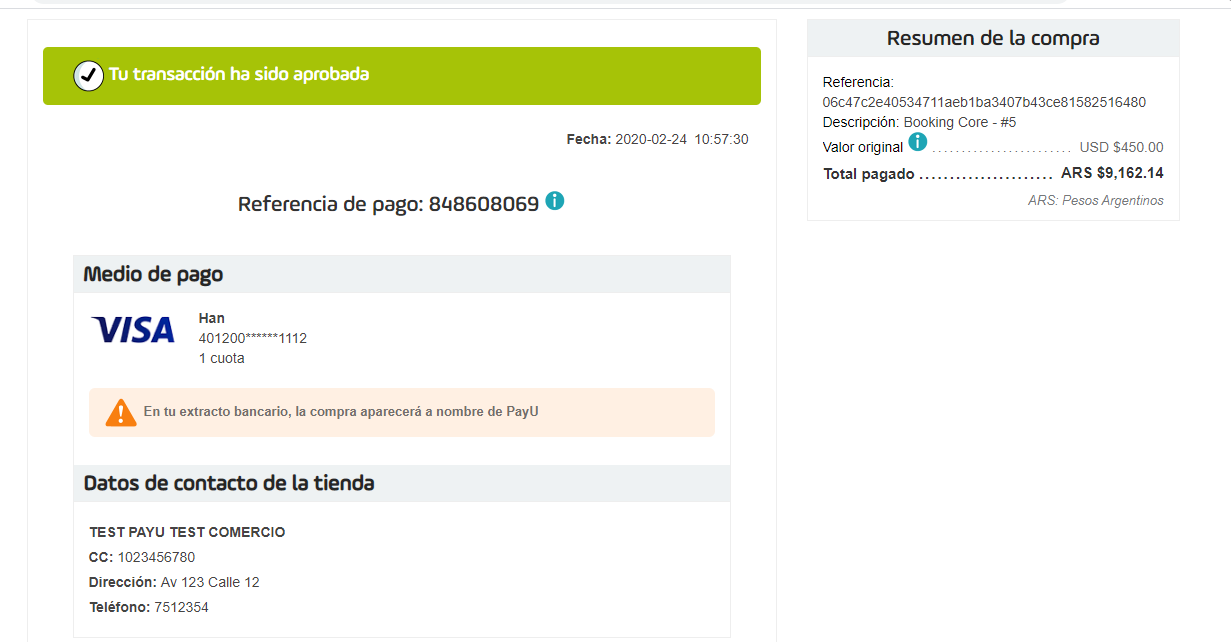 Tu transacción ha sido aprobada
Fecha: 2020-02-24 10:57:30
Referencia de pago: 848608069
Medio de pago
VISA
Han
401200******1112
1 cuota
En tu extracto bancario, la compra aparecerá a nombre de PayU
Datos de contacto de la tienda
TEST PAYU TEST COMERCIO
CC: 1023456780
Dirección: Av 123 Calle 12
Teléfono: 7512354
Resumen de la compra
Referencia:
06c47c2e40534711aeb1ba3407b43ce81582516480
Descripción: Booking Core - #5
Valor original ........................ USD $450.00
Total pagado ...................... ARS $9,162.14
ARS: Pesos Argentinos